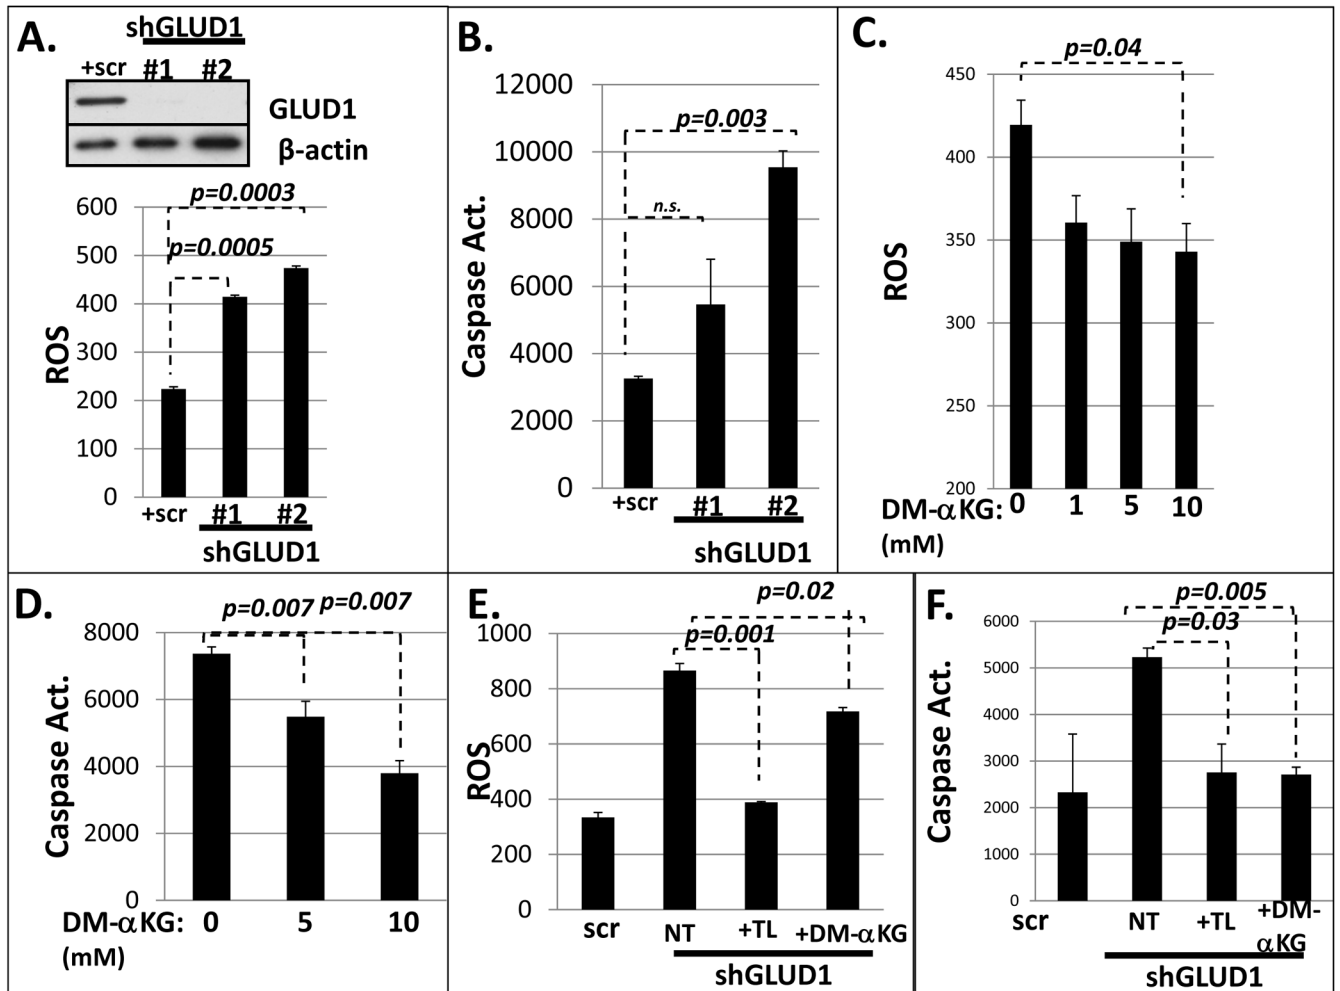 A.
shGLUD1
+scr #1 #2
GLUD1
β-actin
p=0.0003
p=0.0005
600
500
400
300
200
100
0
ROS
+scr #1 #2
shGLUD1
B.
p=0.003
n.s.
12000
10000
8000
6000
4000
2000
0
Caspase Act.
+scr #1 #2
shGLUD1
C.
p=0.04
450
400
350
300
250
200
ROS
DM-αKG: 0 1 5 10
(mM)
D.
p=0.007 p=0.007
8000
6000
4000
2000
0
Caspase Act.
DM-αKG: 0 5 10
(mM)
E.
p=0.02
p=0.001
1000
800
600
400
200
0
ROS
scr NT +TL +DM-αKG
shGLUD1
F.
p=0.005
p=0.03
6000
5000
4000
3000
2000
1000
0
Caspase Act.
scr NT +TL +DM-
αKG
shGLUD1